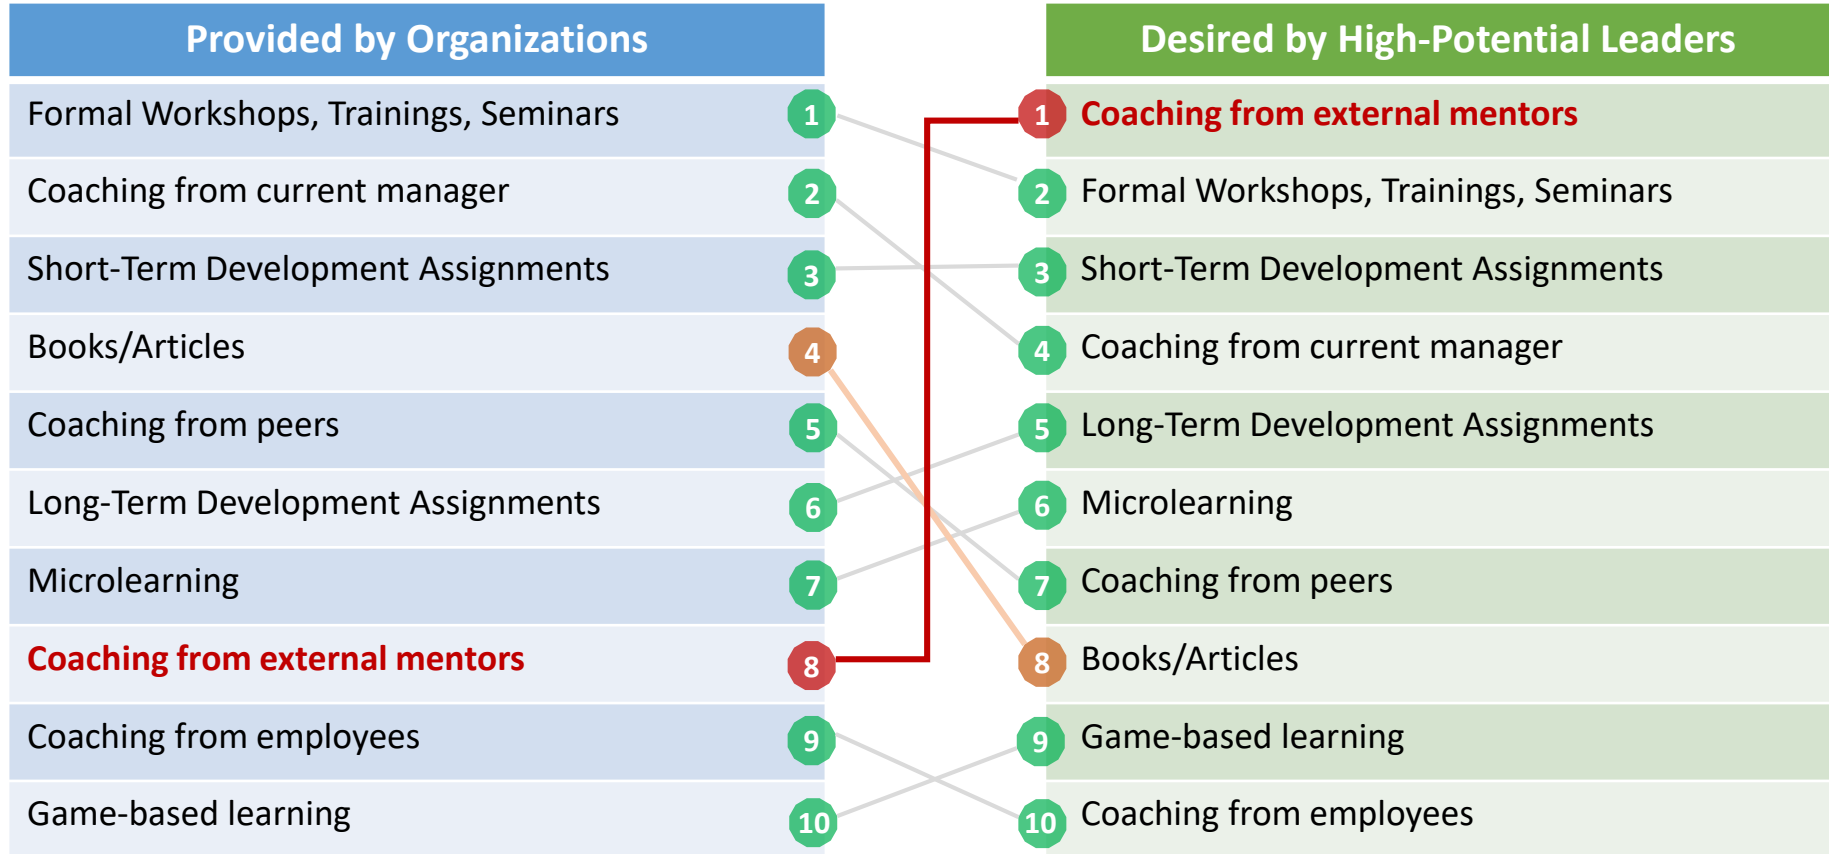 Provided by Organizations
Desired by High-Potential Leaders
Formal Workshops, Trainings, Seminars 1
1 Coaching from external mentors
Coaching from current manager 2
2 Formal Workshops, Trainings, Seminars
Short-Term Development Assignments 3
3 Short-Term Development Assignments
Books/Articles 4
4 Coaching from current manager
Coaching from peers 5
5 Long-Term Development Assignments
Long-Term Development Assignments 6
6 Microlearning
Microlearning 7
7 Coaching from peers
Coaching from external mentors 8
8 Books/Articles
Coaching from employees 9
9 Game-based learning
Game-based learning 10
10 Coaching from employees